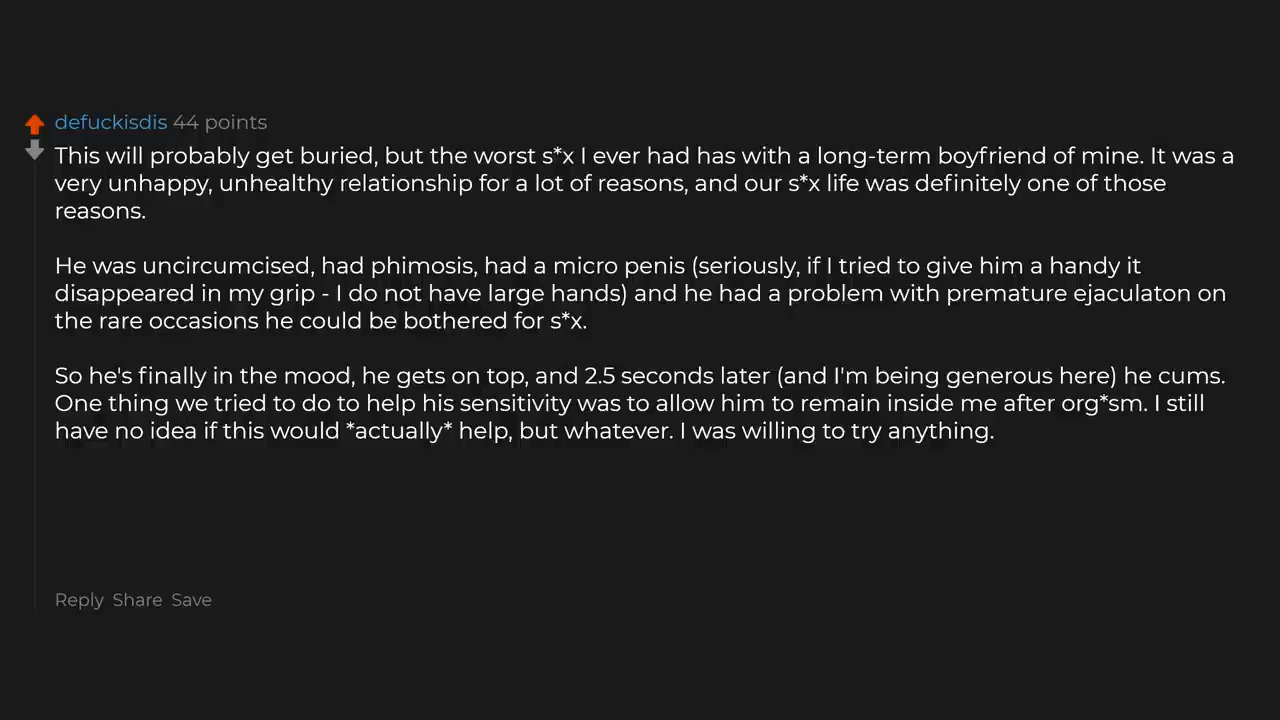 defuckisdis 44 points
This will probably get buried, but the worst s*x I ever had has with a long-term boyfriend of mine. It was a
very unhappy, unhealthy relationship for a lot of reasons, and our s*x life was definitely one of those
reasons.
He was uncircumcised, had phimosis, had a micro penis (seriously, if I tried to give him a handy it
disappeared in my grip - I do not have large hands) and he had a problem with premature ejaculaton on
the rare occasions he could be bothered for s*x.
So he's finally in the mood, he gets on top, and 2.5 seconds later (and I'm being generous here) he cums.
One thing we tried to do to help his sensitivity was to allow him to remain inside me after org*sm. I still
have no idea if this would *actually* help, but whatever. I was willing to try anything.
Reply Share Save